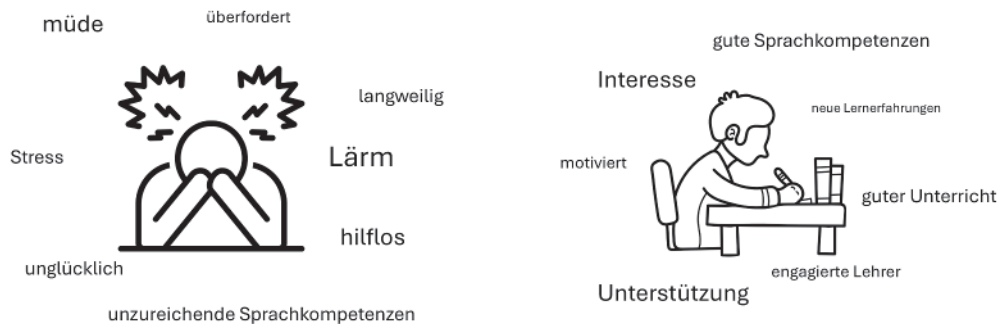 müde
überfordert
langweilig
Stress
Lärm
hilflos
unglücklich
unzureichende Sprachkompetenzen
gute Sprachkompetenzen
Interesse
neue Lernerfahrungen
motiviert
guter Unterricht
engagierte Lehrer
Unterstützung